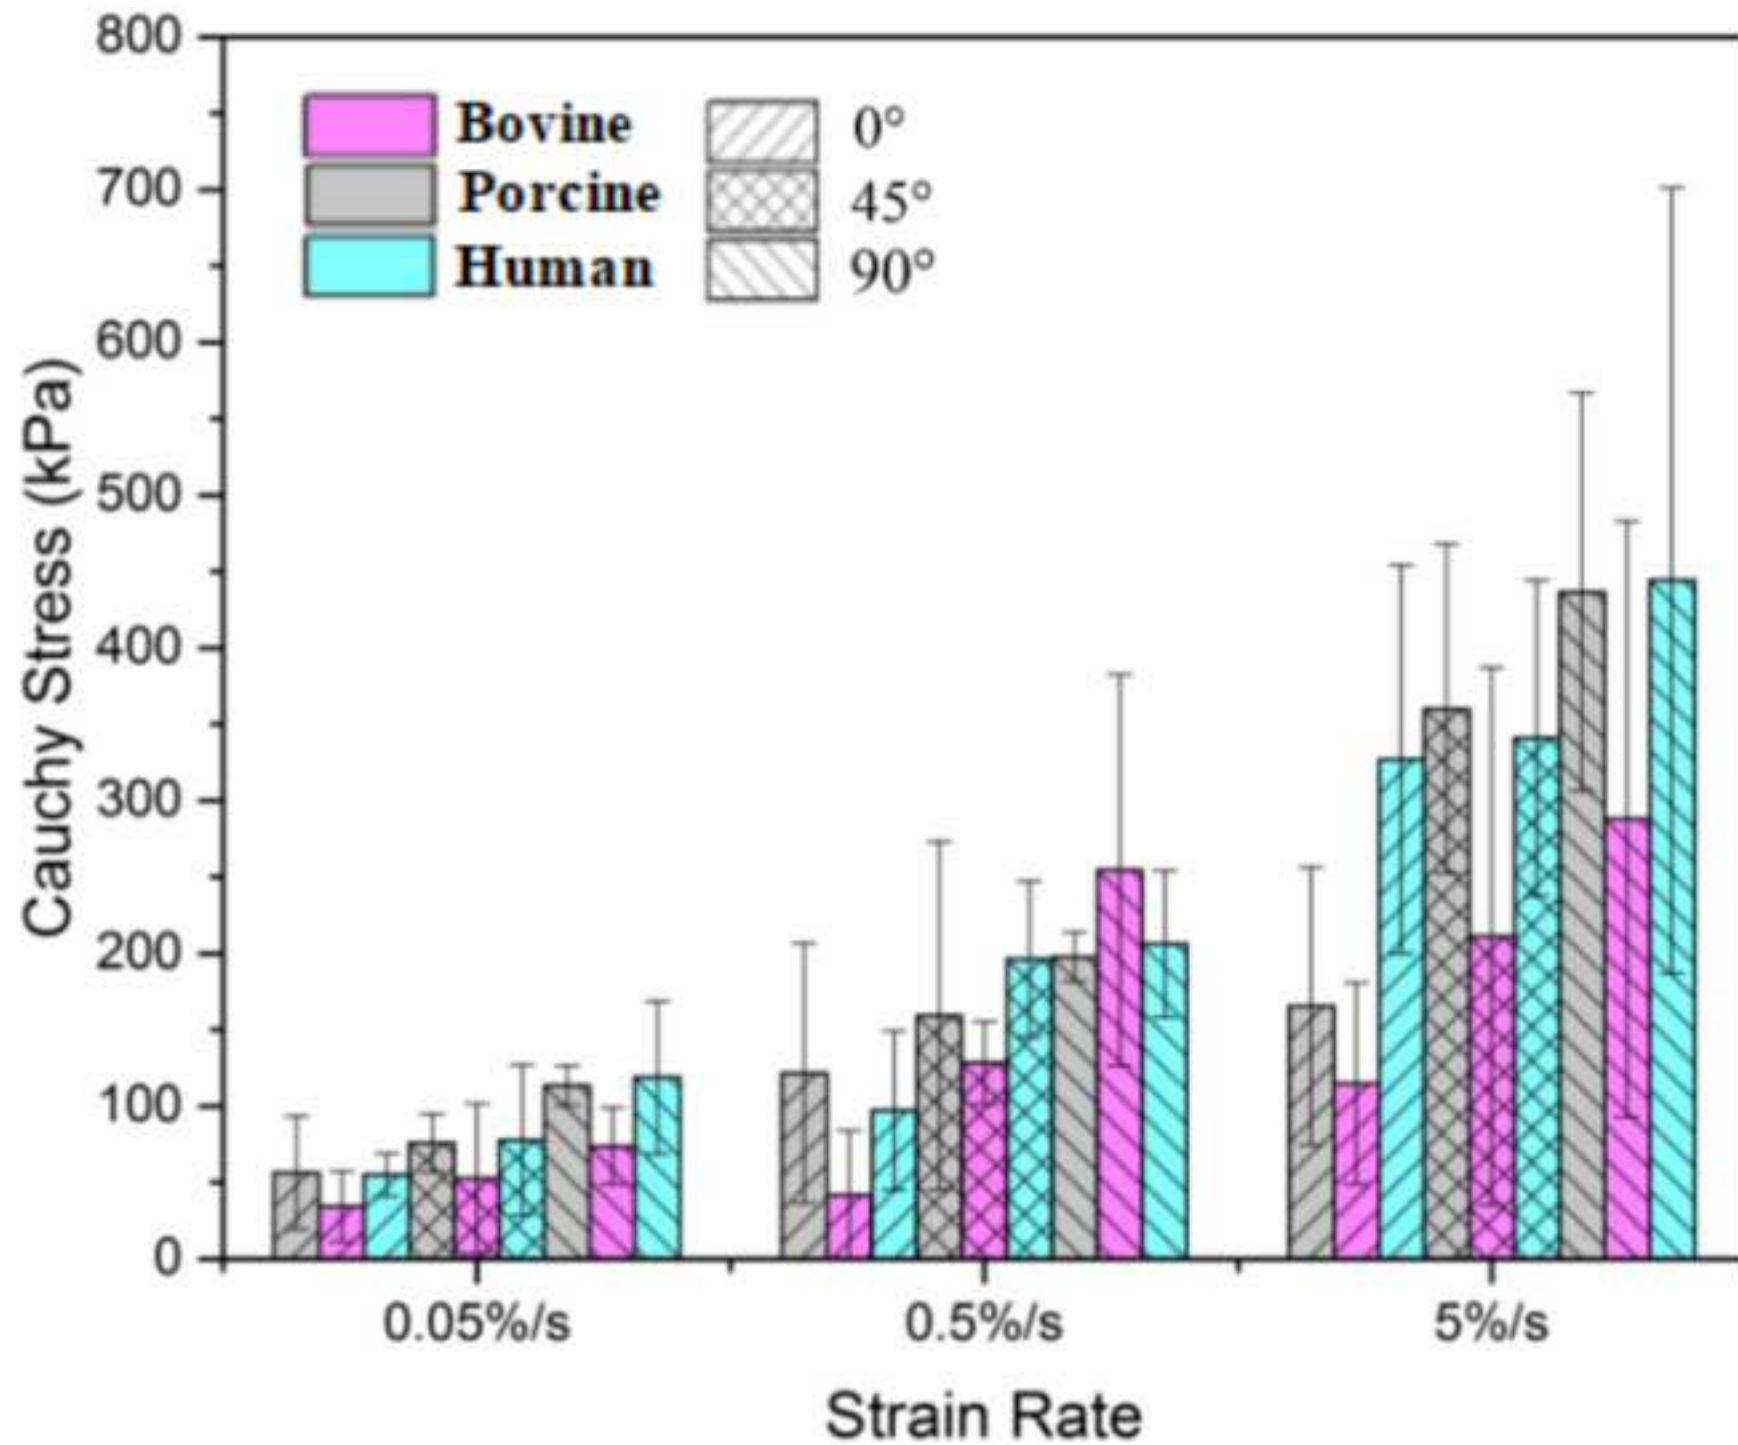 800
700
600
500
400
300
200
100
0
Cauchy Stress (kPa)
Bovine
Porcine
Human
0°
45°
90°
0.05%/s
0.5%/s
5%/s
Strain Rate